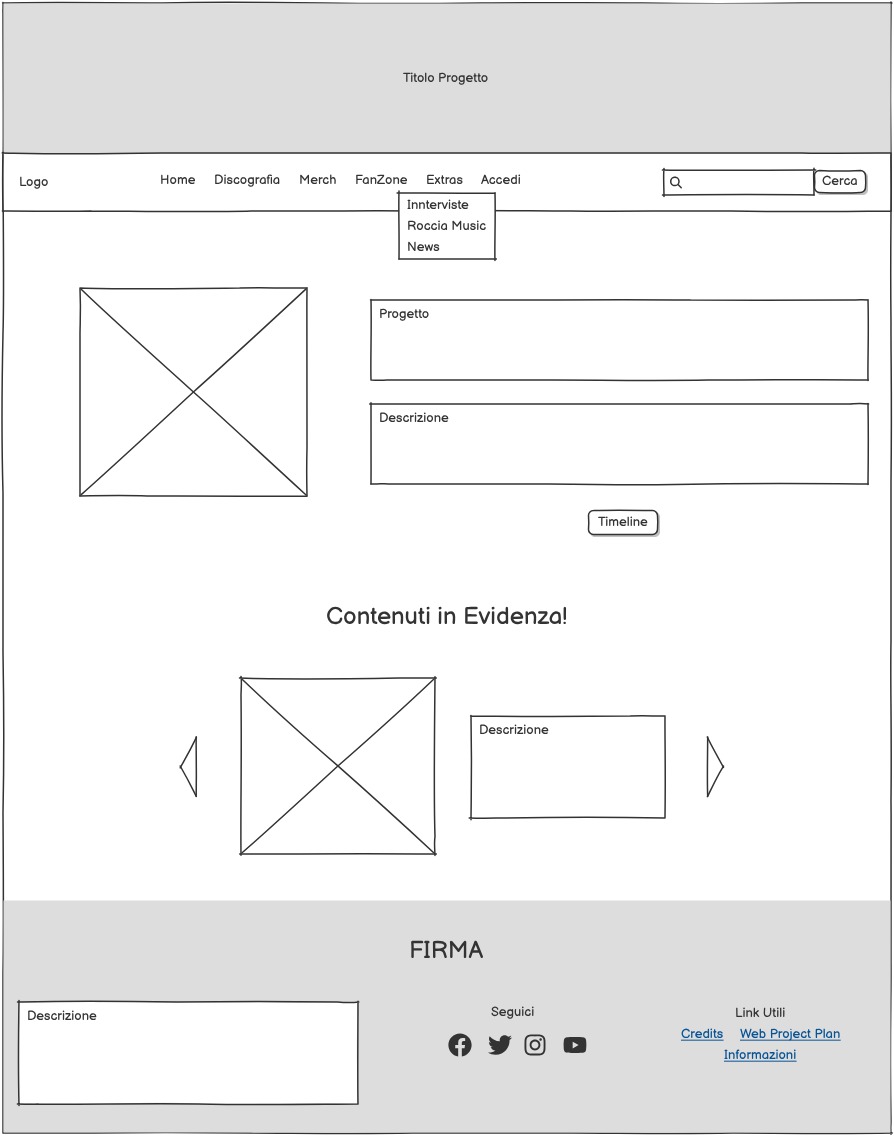 Titolo Progetto
Logo
Home Discografia Merch FanZone Extras Accedi
Cerca
Innterviste
Roccia Music
News
Progetto
Descrizione
Timeline
Contenuti in Evidenza!
Descrizione
FIRMA
Descrizione
Seguici
Link Utili
Credits Web Project Plan
Informazioni